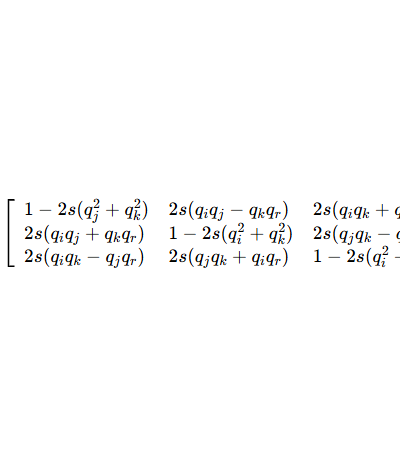 1 − 2s(q_j^2 + q_k^2) 2s(q_i q_j − q_k q_r) 2s(q_i q_k +
2s(q_i q_j + q_k q_r) 1 − 2s(q_i^2 + q_k^2) 2s(q_j q_k −
2s(q_i q_k − q_j q_r) 2s(q_j q_k + q_i q_r) 1 − 2s(q_i^2